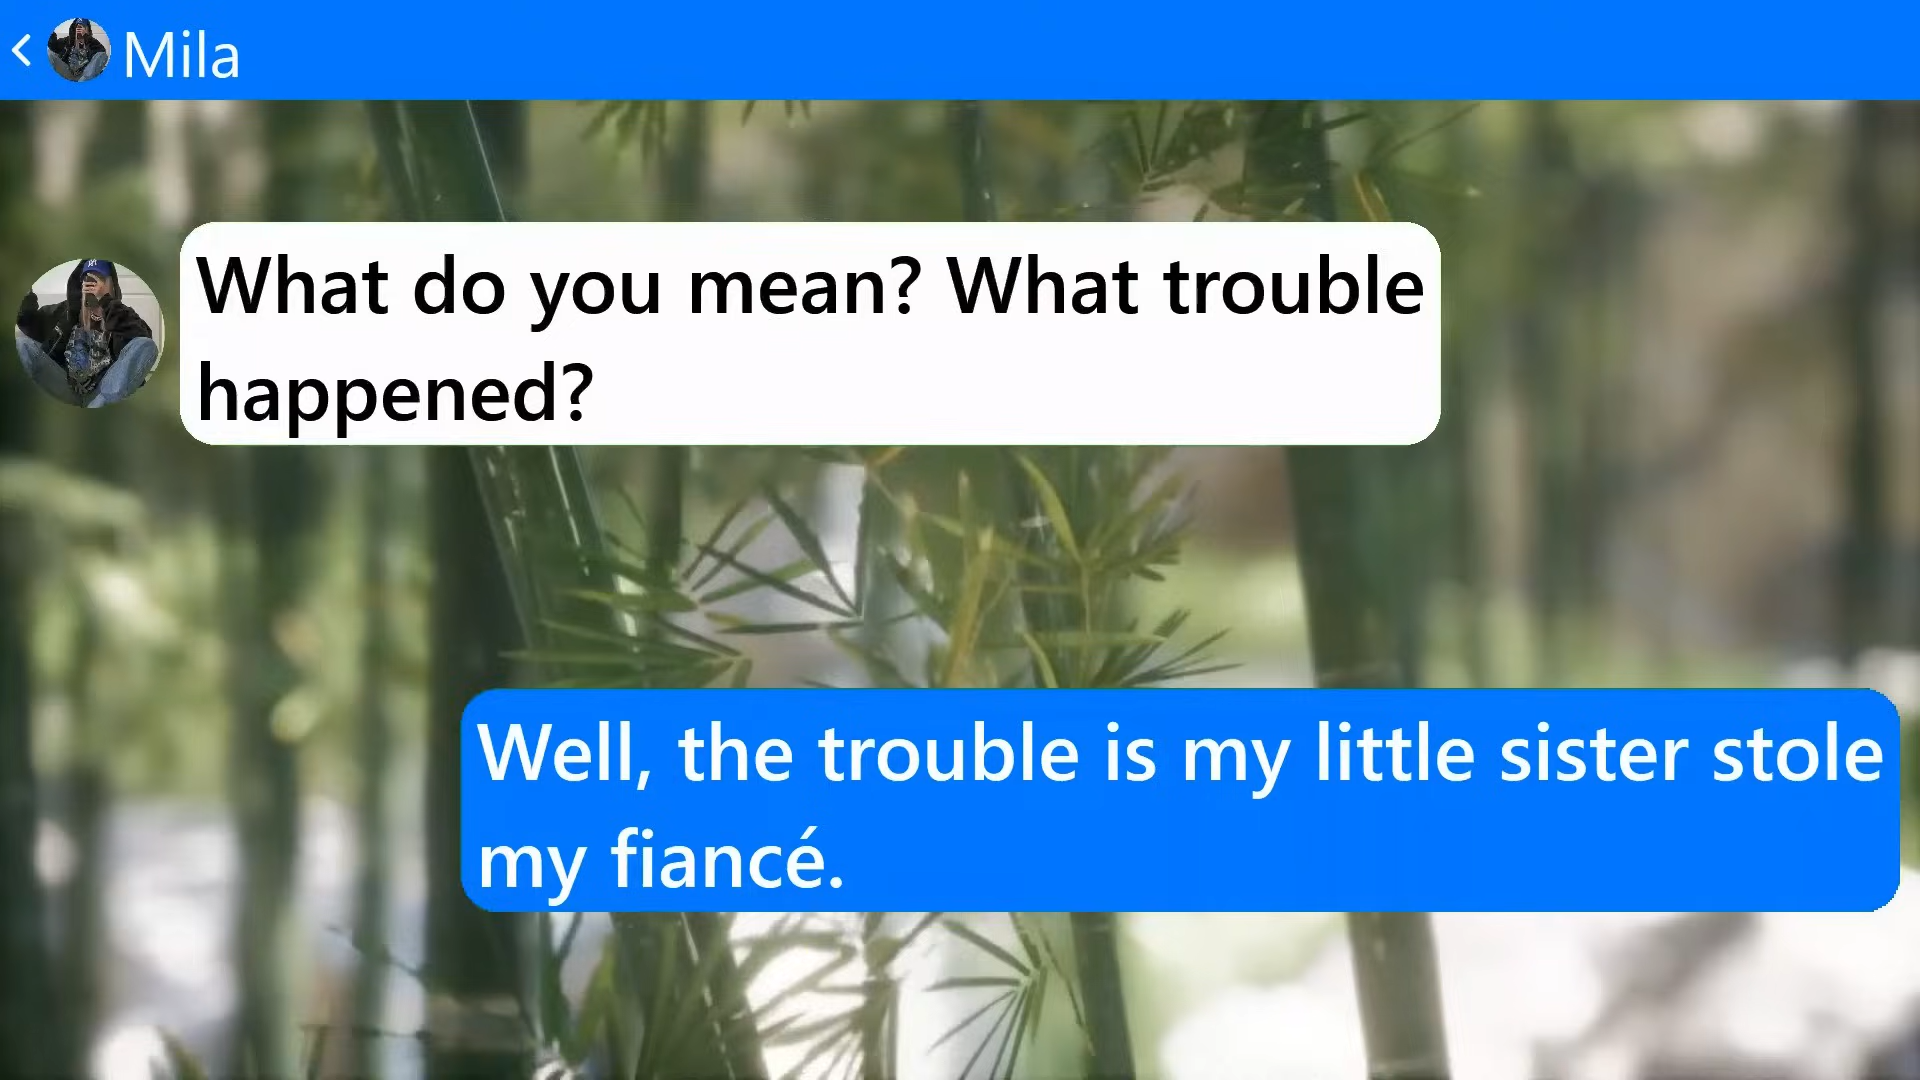 Mila
What do you mean? What trouble
happened?
Well, the trouble is my little sister stole
my fiancé.